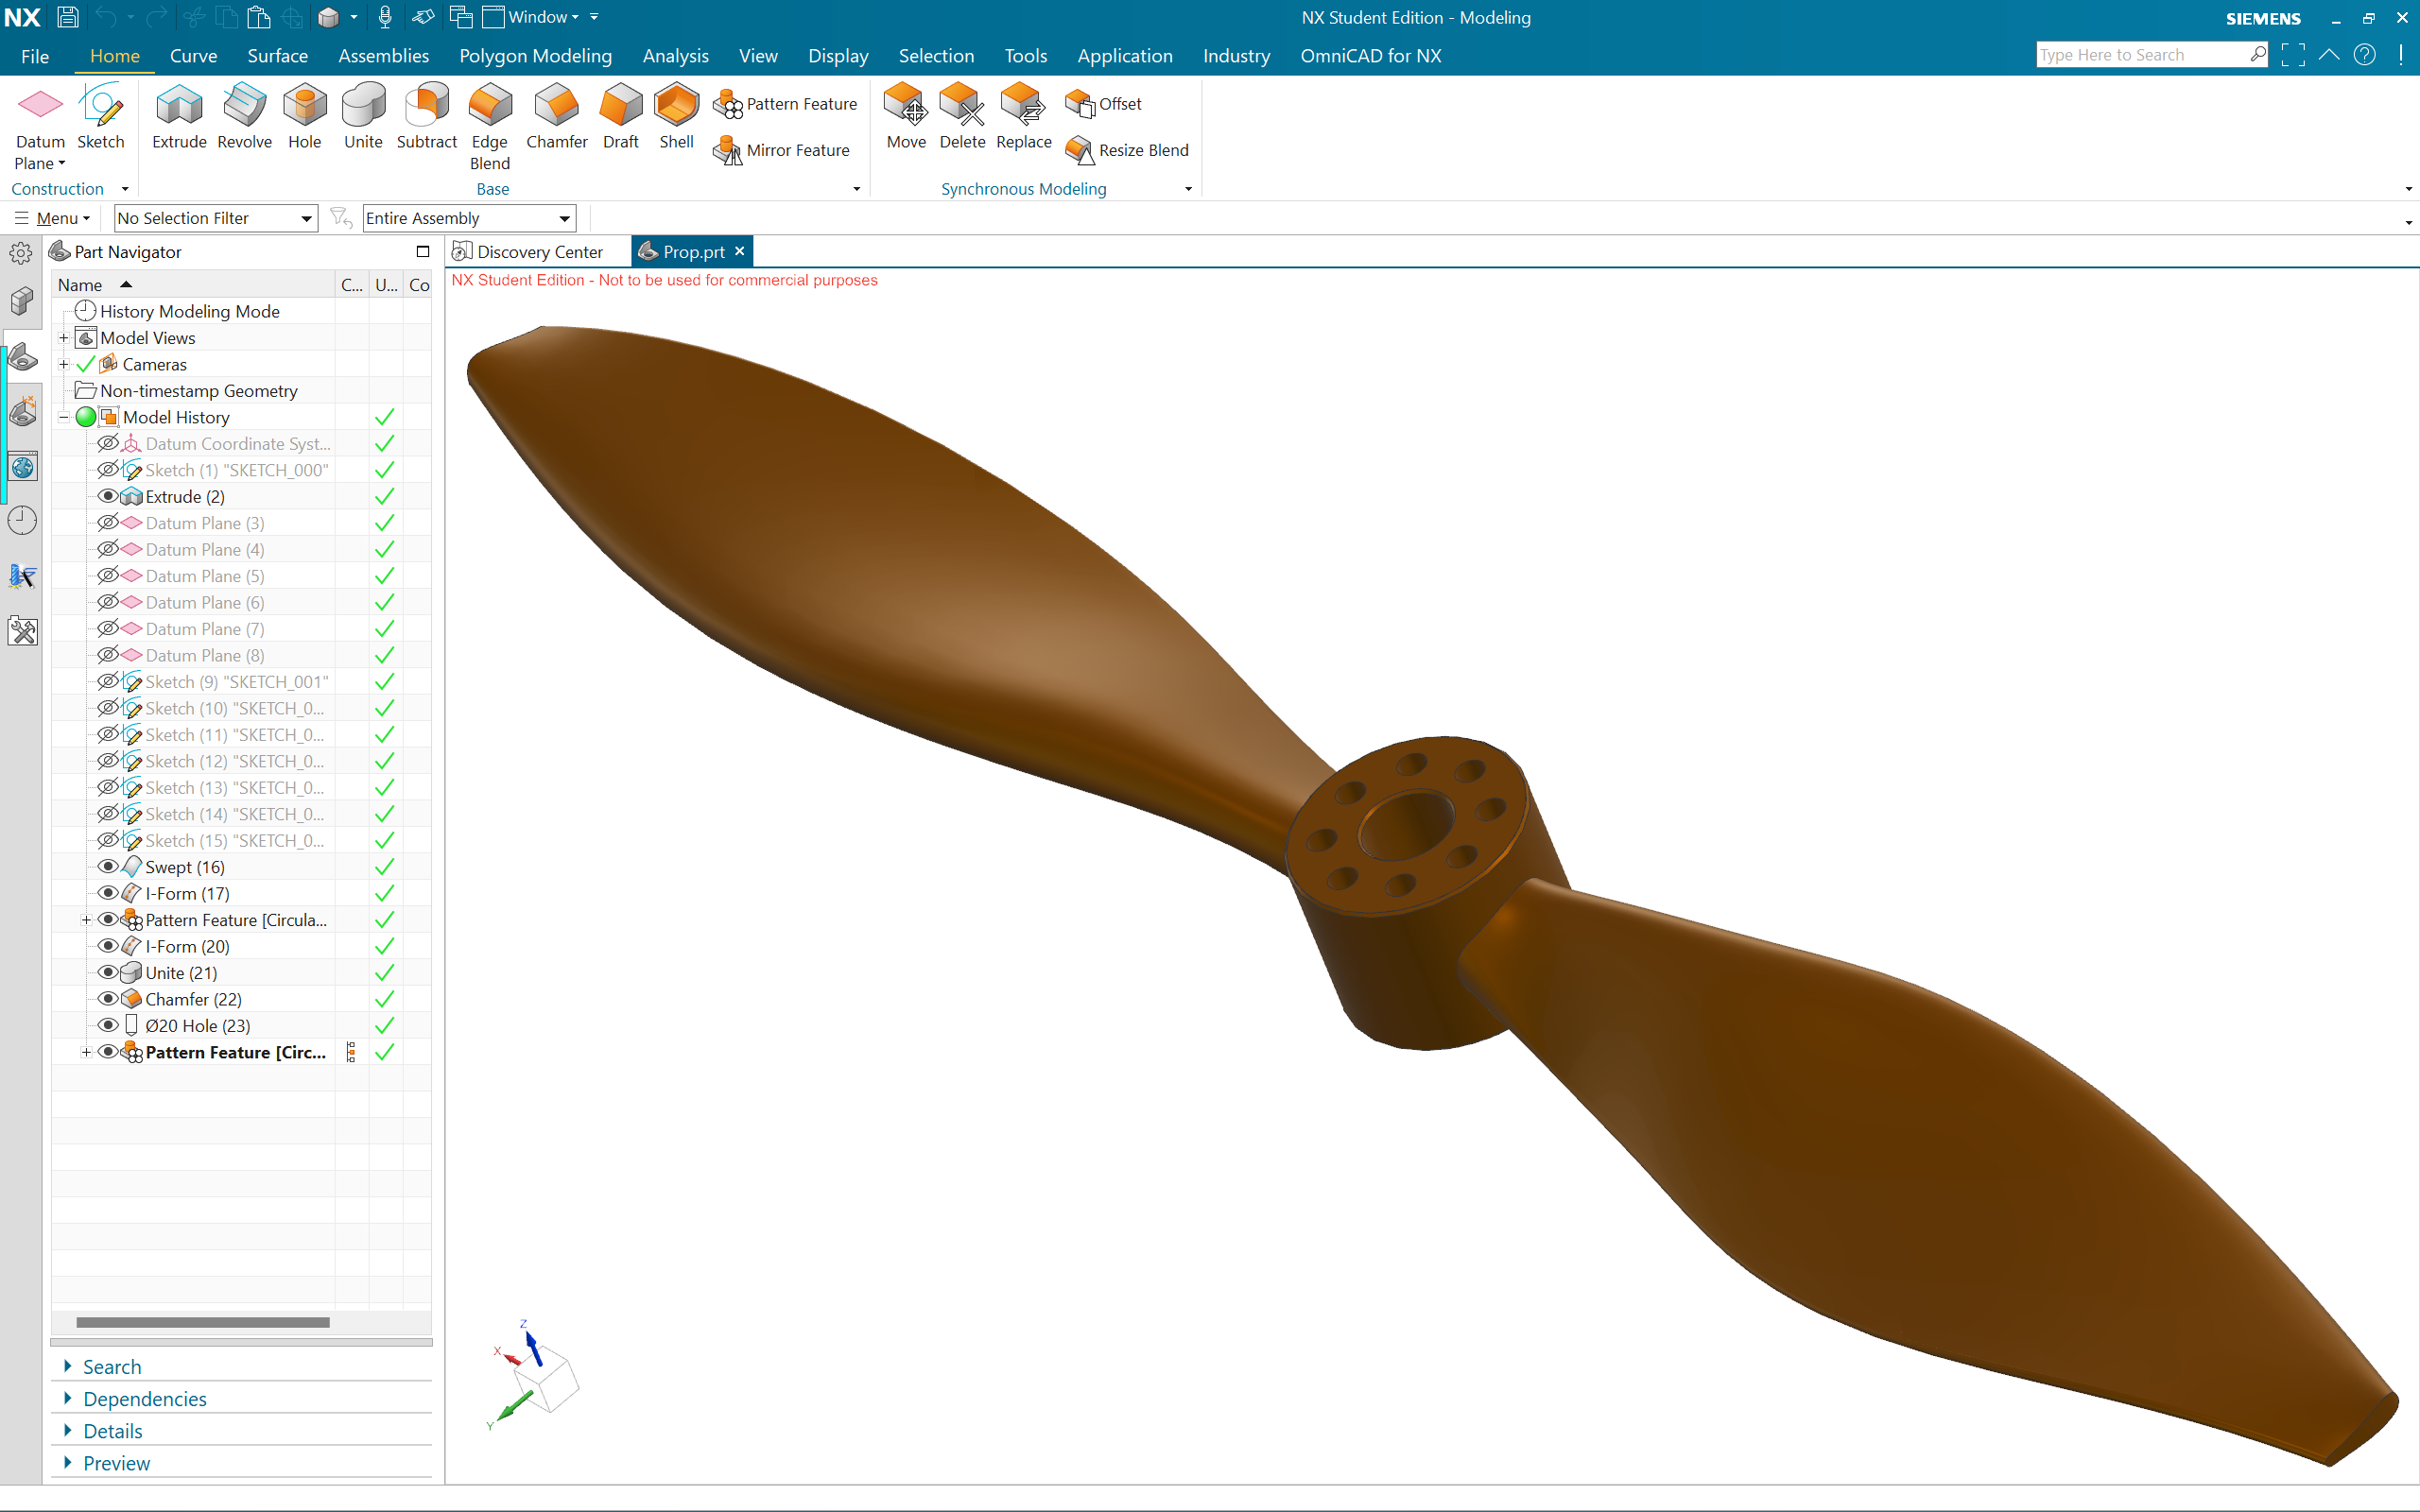 NX Window NX Student Edition - Modeling SIEMENS
File Home Curve Surface Assemblies Polygon Modeling Analysis View Display Selection Tools Application Industry OmniCAD for NX Type Here to Search
Datum Plane Sketch Extrude Revolve Hole Unite Subtract Edge Blend Chamfer Draft Shell Pattern Feature Mirror Feature Move Delete Replace Offset Resize Blend
Construction Base Synchronous Modeling
Menu No Selection Filter Entire Assembly
Part Navigator
Discovery Center Prop.prt
Name C... U... Co
NX Student Edition - Not to be used for commercial purposes
History Modeling Mode
Model Views
Cameras
Non-timestamp Geometry
Model History
Datum Coordinate Syst...
Sketch (1) "SKETCH_000"
Extrude (2)
Datum Plane (3)
Datum Plane (4)
Datum Plane (5)
Datum Plane (6)
Datum Plane (7)
Datum Plane (8)
Sketch (9) "SKETCH_001"
Sketch (10) "SKETCH_0...
Sketch (11) "SKETCH_0...
Sketch (12) "SKETCH_0...
Sketch (13) "SKETCH_0...
Sketch (14) "SKETCH_0...
Sketch (15) "SKETCH_0...
Swept (16)
I-Form (17)
Pattern Feature [Circula...
I-Form (20)
Unite (21)
Chamfer (22)
Ø20 Hole (23)
Pattern Feature [Circ...
Search
Dependencies
Details
Preview
Z
X
Y